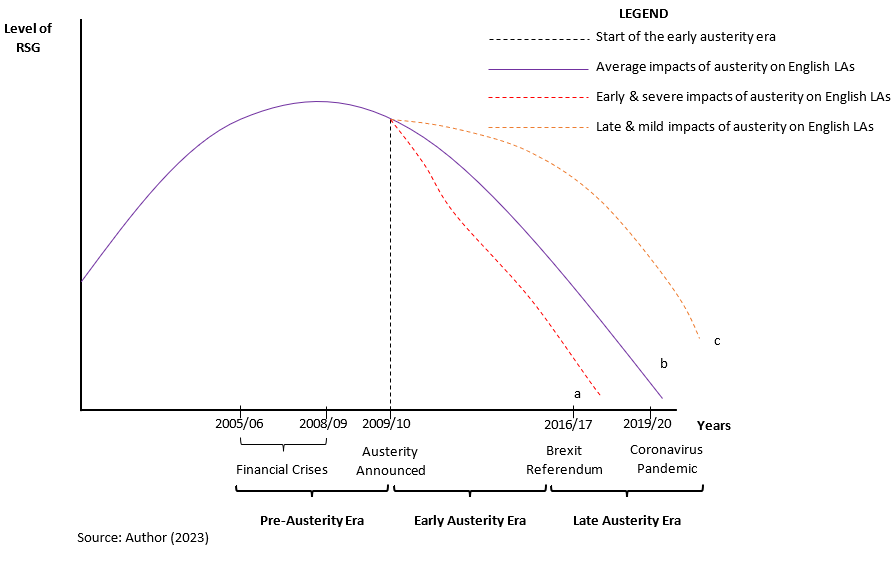 Level of
RSG
LEGEND
Start of the early austerity era
Average impacts of austerity on English LAs
Early & severe impacts of austerity on English LAs
Late & mild impacts of austerity on English LAs
c
b
a
2005/06
2008/09
2009/10
2016/17
2019/20
Years
Financial Crises
Austerity
Announced
Brexit
Referendum
Coronavirus
Pandemic
Pre-Austerity Era
Early Austerity Era
Late Austerity Era
Source: Author (2023)